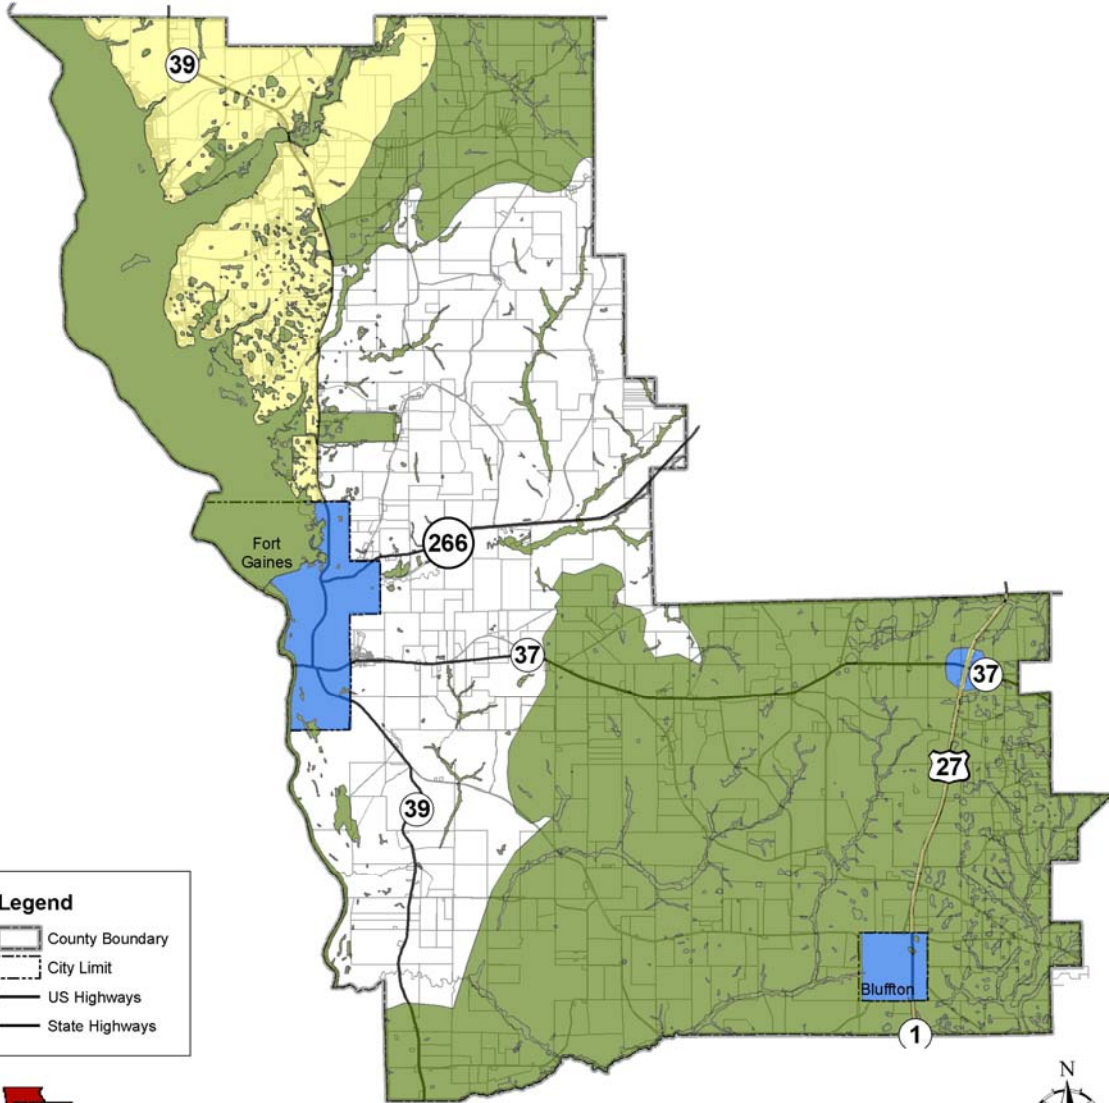 39
Fort
Gaines
266
37
37
27
39
Legend
County Boundary
City Limit
US Highways
State Highways
Bluffton
1
N